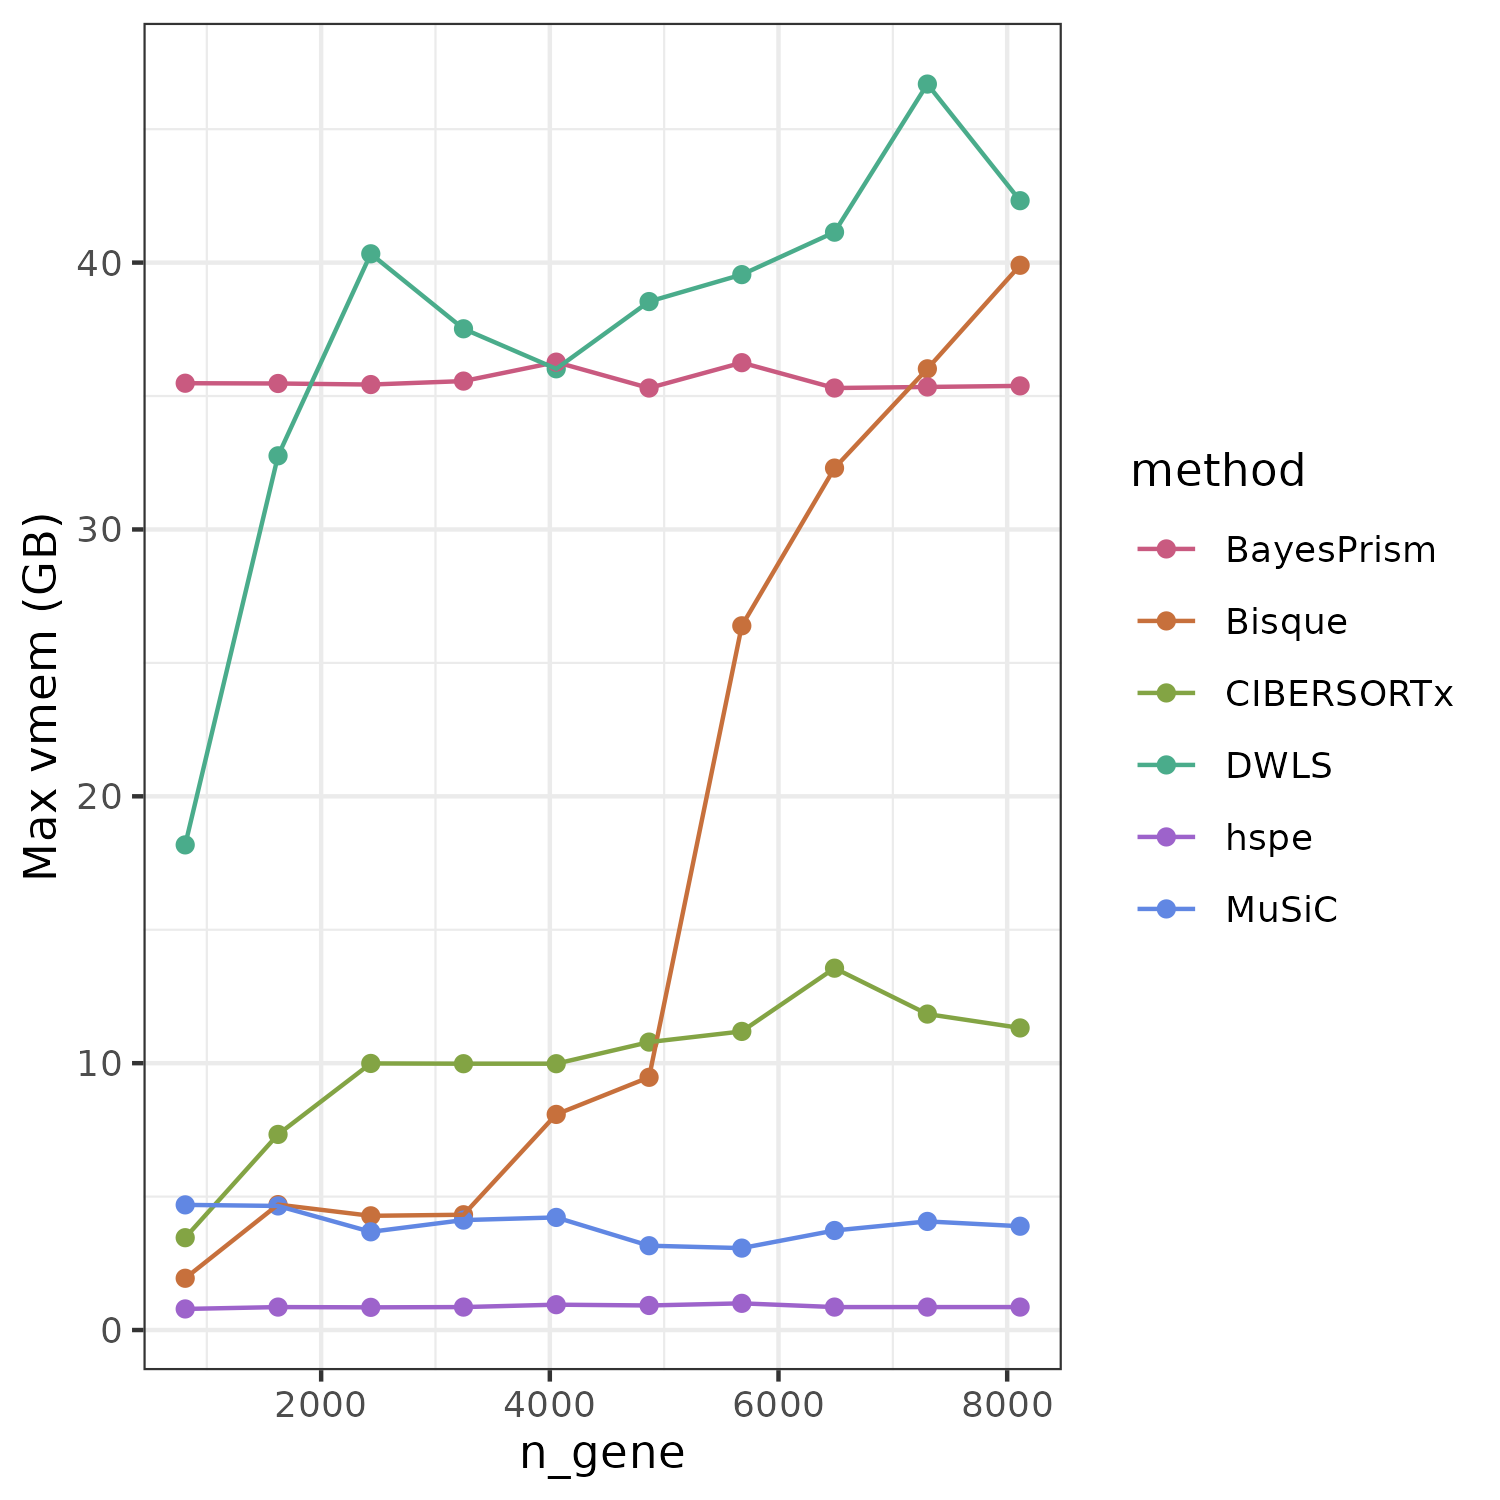 Max vmem (GB)
40
30
20
10
0
2000 4000 6000 8000
n_gene
method
BayesPrism
Bisque
CIBERSORTx
DWLS
hspe
MuSiC